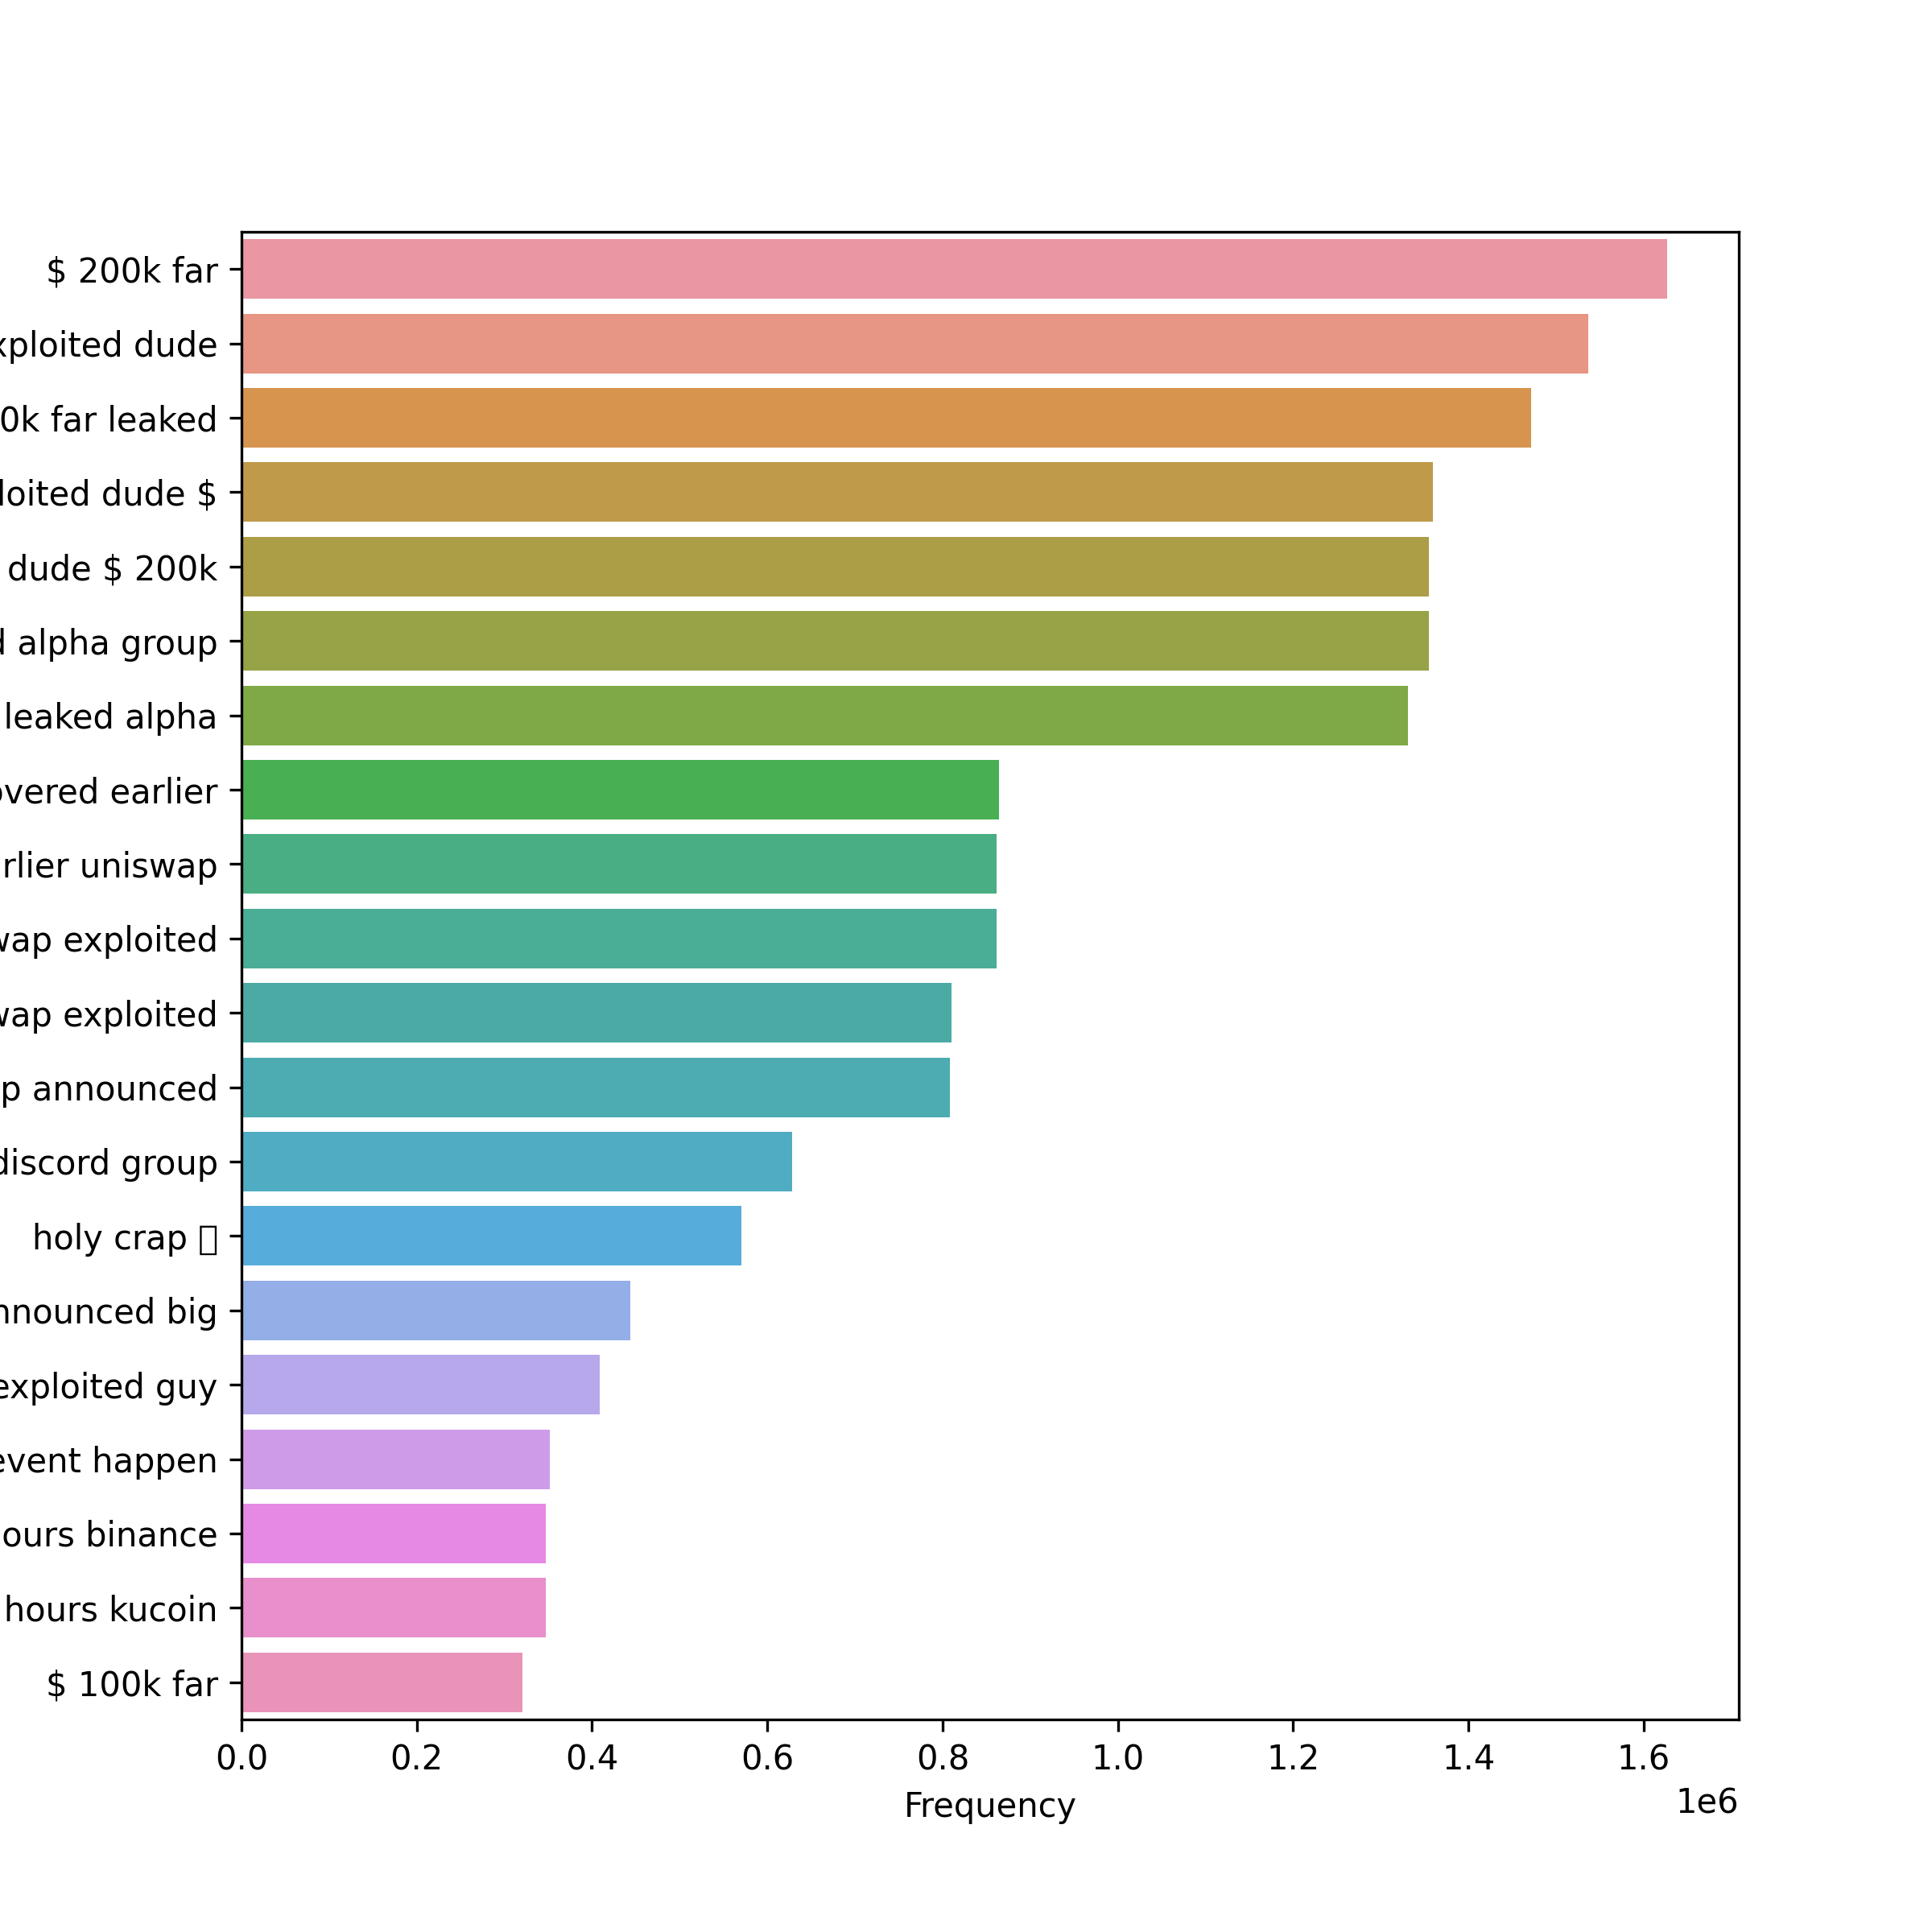 $ 200k far
xploited dude
0k far leaked
loited dude $
dude $ 200k
alpha group
leaked alpha
overed earlier
rlier uniswap
wap exploited
wap exploited
p announced
discord group
holy crap
nnounced big
exploited guy
event happen
ours binance
hours kucoin
$ 100k far
0.0 0.2 0.4 0.6 0.8 1.0 1.2 1.4 1.6
1e6
Frequency